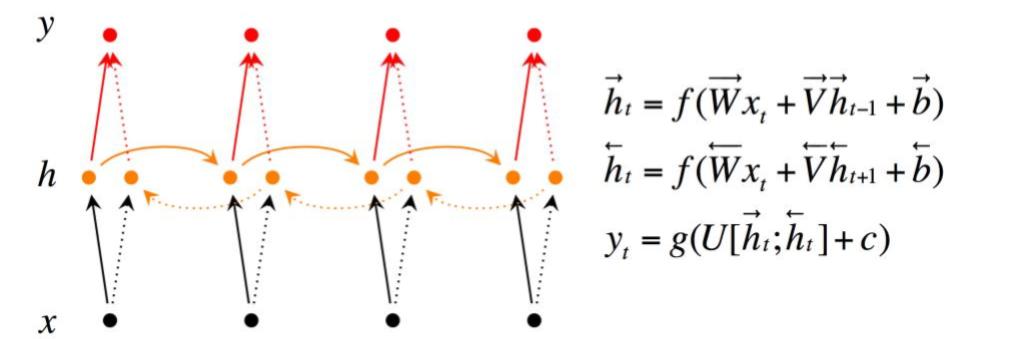 y
h
x
$\overrightarrow{h}_t = f(\overrightarrow{W}x_t + \overrightarrow{V}\overrightarrow{h}_{t-1} + \overrightarrow{b})$
$\overleftarrow{h}_t = f(\overleftarrow{W}x_t + \overleftarrow{V}\overleftarrow{h}_{t+1} + \overleftarrow{b})$
$y_t = g(U[\overrightarrow{h}_t; \overleftarrow{h}_t] + c)$